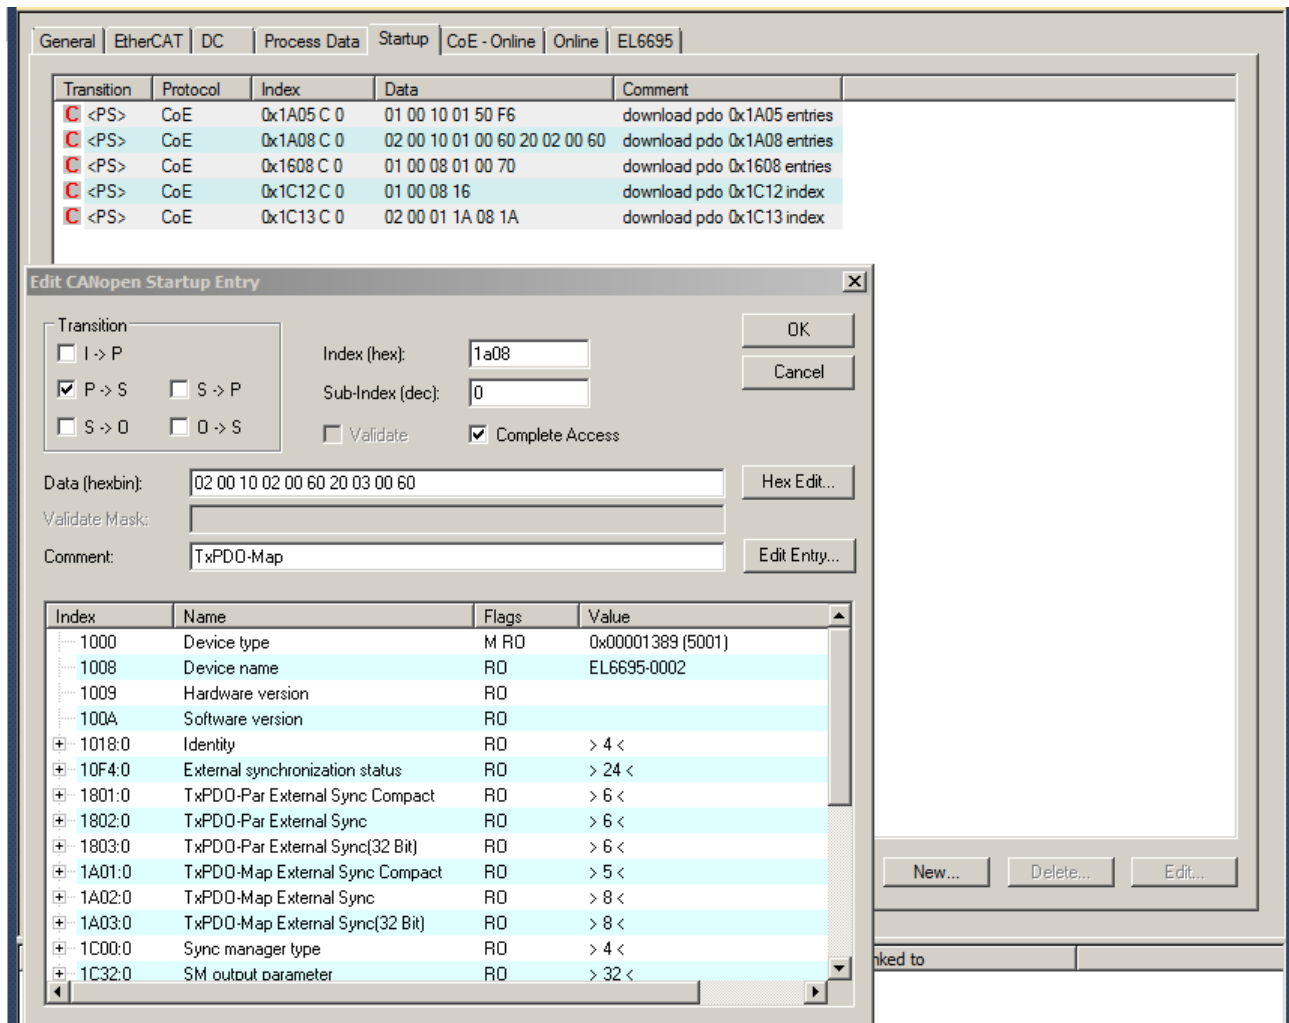 General EtherCAT DC Process Data Startup CoE - Online Online EL6695
Transition Protocol Index Data Comment
C <PS> CoE 0x1A05 C 0 01 00 10 01 50 F6 download pdo 0x1A05 entries
C <PS> CoE 0x1A08 C 0 02 00 10 01 00 60 20 02 00 60 download pdo 0x1A08 entries
C <PS> CoE 0x1608 C 0 01 00 08 01 00 70 download pdo 0x1608 entries
C <PS> CoE 0x1C12 C 0 01 00 08 16 download pdo 0x1C12 index
C <PS> CoE 0x1C13 C 0 02 00 01 1A 08 1A download pdo 0x1C13 index
Edit CANopen Startup Entry
Transition
I -> P
P -> S S -> P
S -> O O -> S
Index (hex): 1a08
Sub-Index (dec): 0
Validate Complete Access
OK
Cancel
Data (hexbin): 02 00 10 02 00 60 20 03 00 60 Hex Edit...
Validate Mask:
Comment: TxPDO-Map Edit Entry...
Index Name Flags Value
1000 Device type M RO 0x00001389 (5001)
1008 Device name RO EL6695-0002
1009 Hardware version RO
100A Software version RO
1018:0 Identity RO > 4 <
10F4:0 External synchronization status RO > 24 <
1801:0 TxPDO-Par External Sync Compact RO > 6 <
1802:0 TxPDO-Par External Sync RO > 6 <
1803:0 TxPDO-Par External Sync(32 Bit) RO > 6 <
1A01:0 TxPDO-Map External Sync Compact RO > 5 <
1A02:0 TxPDO-Map External Sync RO > 8 <
1A03:0 TxPDO-Map External Sync(32 Bit) RO > 8 <
1C00:0 Sync manager type RO > 4 <
1C32:0 SM output parameter RO > 32 <
New... Delete... Edit...
nked to